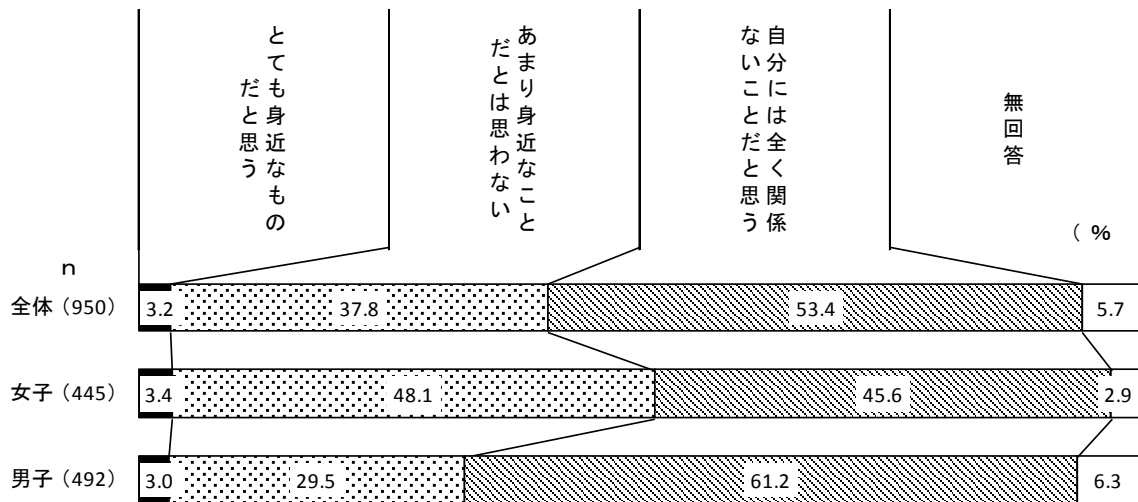 とても身近なもの
だと思う
あまり身近なこと
だとは思わない
自分には全く関係
ないことだと思う
無回答
(%
n
全体(950) 3.2 37.8 53.4 5.7
女子(445) 3.4 48.1 45.6 2.9
男子(492) 3.0 29.5 61.2 6.3